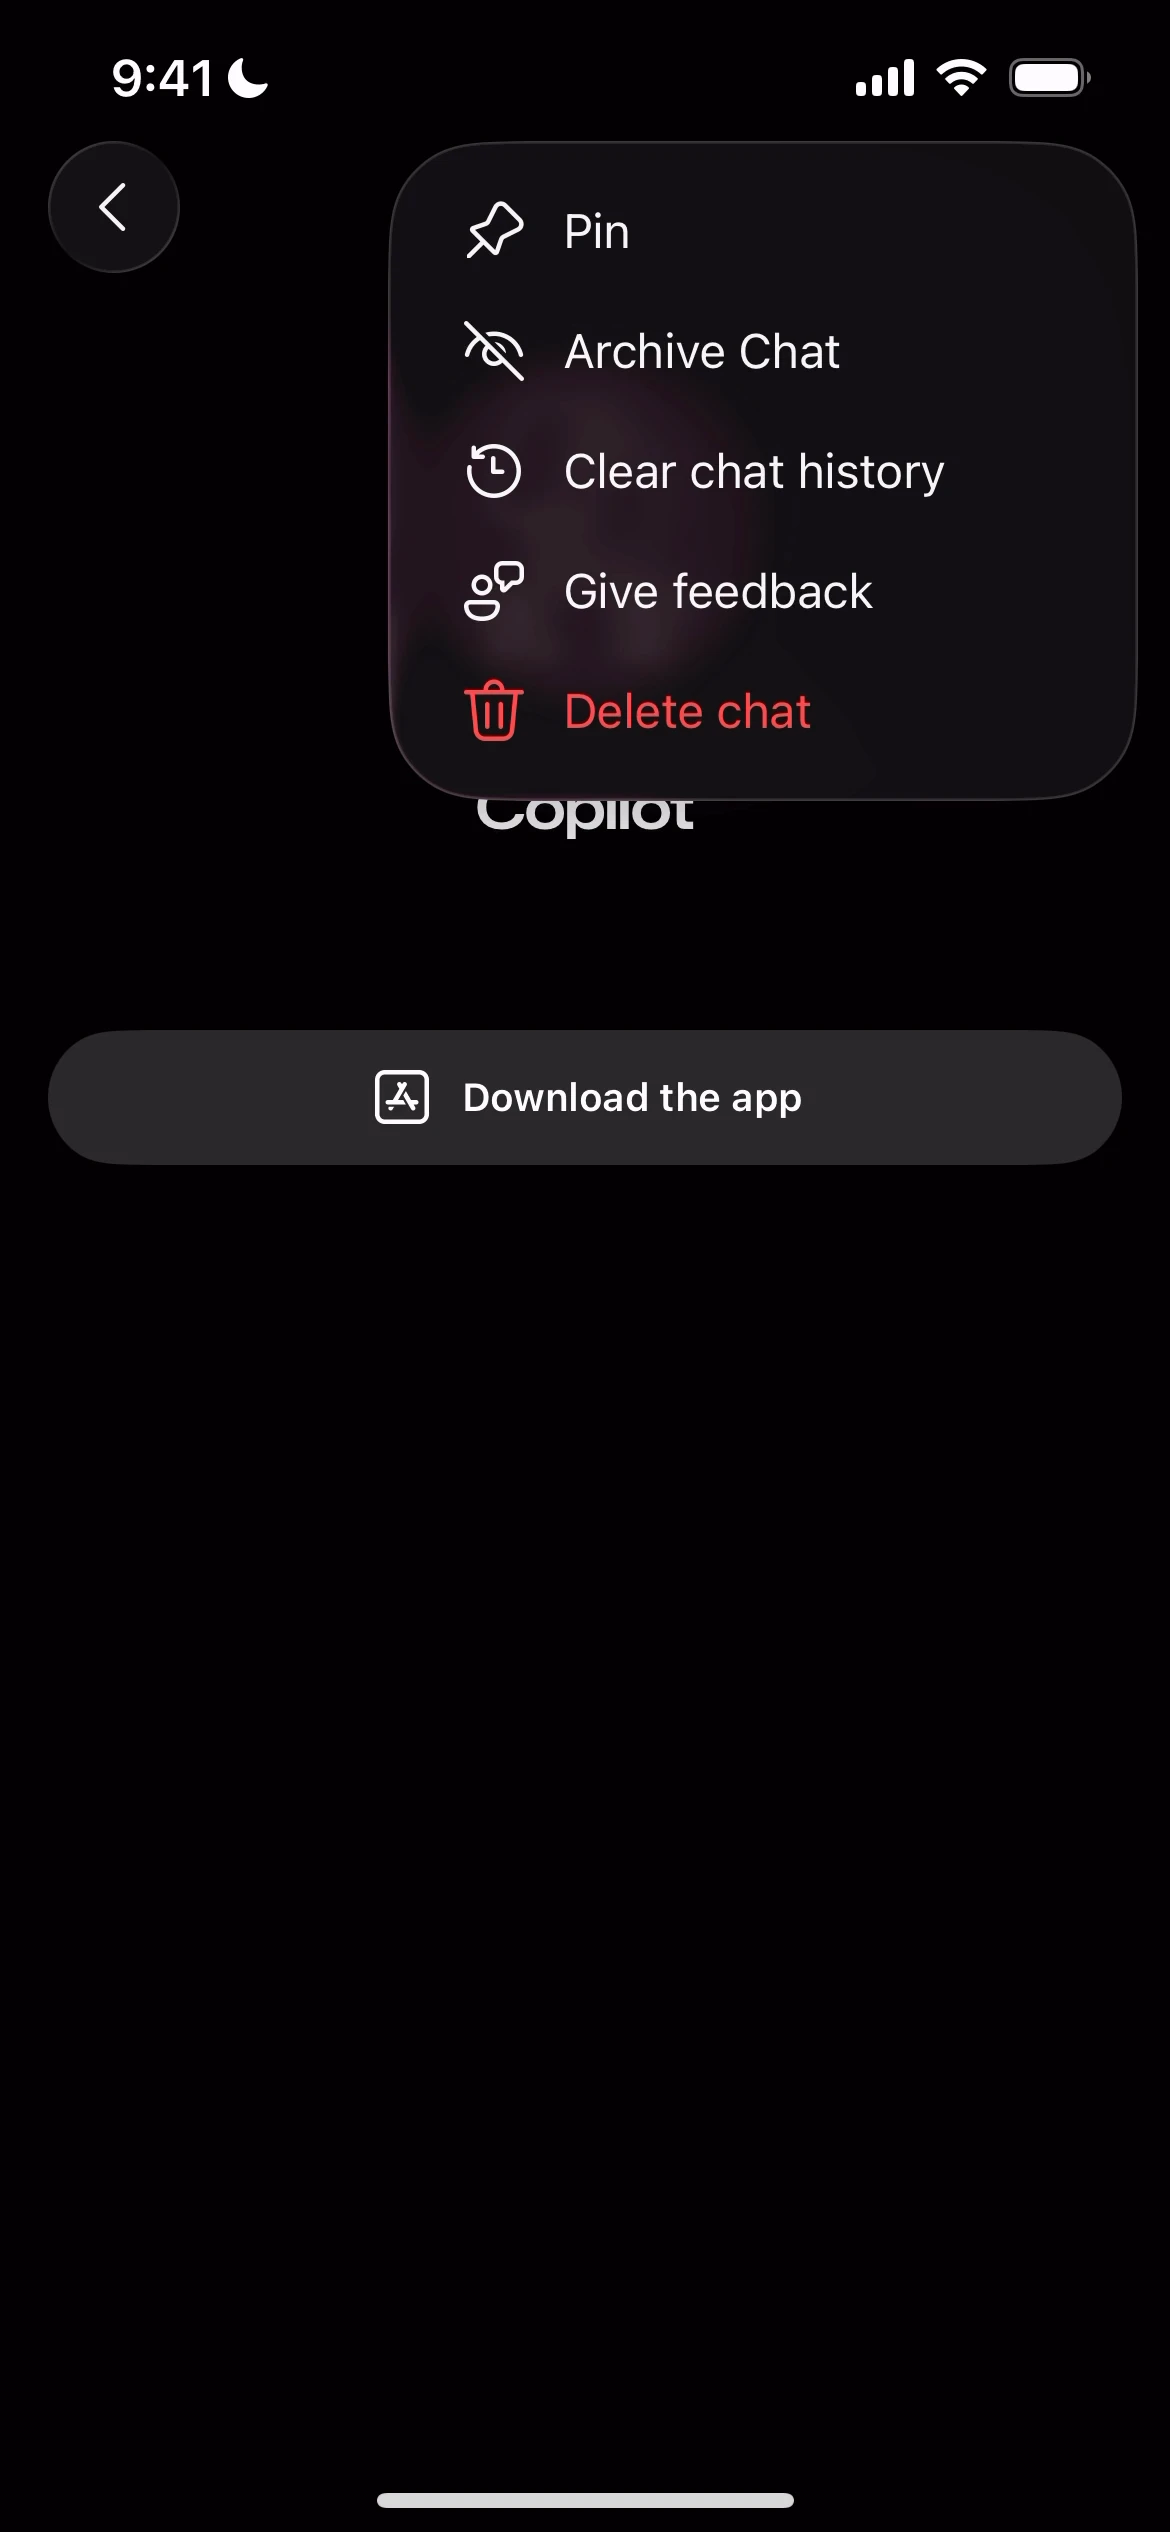 9:41
Pin
Archive Chat
Clear chat history
Give feedback
Delete chat
Copilot
Download the app